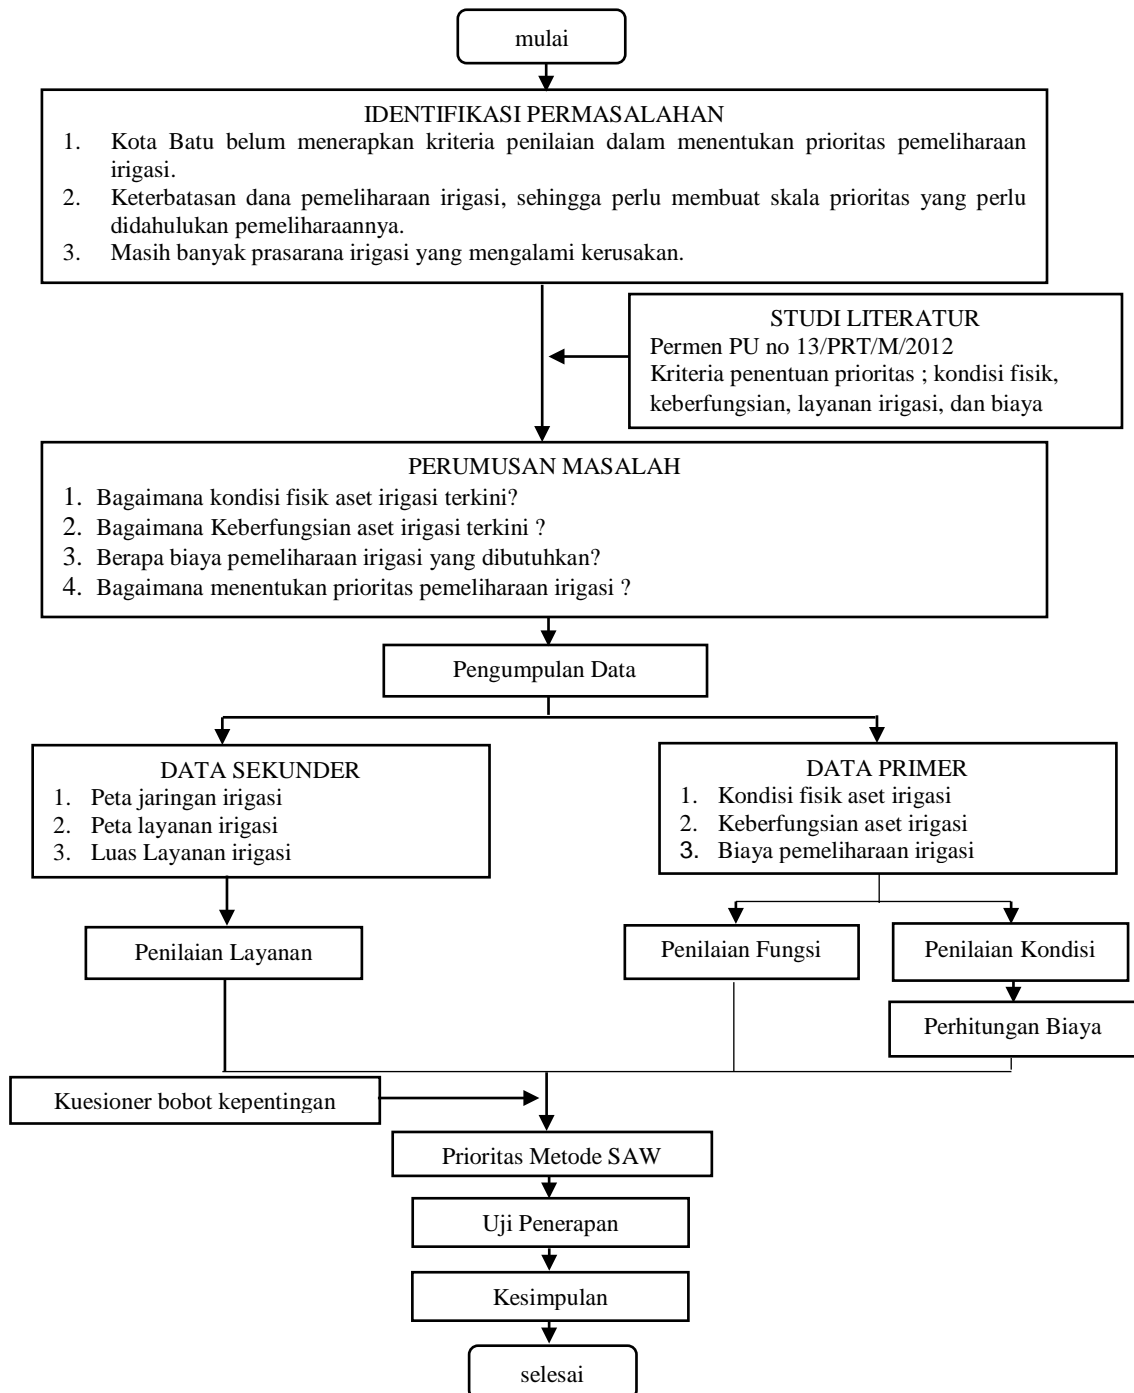 mulai
IDENTIFIKASI PERMASALAHAN
1. Kota Batu belum menerapkan kriteria penilaian dalam menentukan prioritas pemeliharaan
irigasi.
2. Keterbatasan dana pemeliharaan irigasi, sehingga perlu membuat skala prioritas yang perlu
didahulukan pemeliharaannya.
3. Masih banyak prasarana irigasi yang mengalami kerusakan.
STUDI LITERATUR
Permen PU no 13/PRT/M/2012
Kriteria penentuan prioritas ; kondisi fisik,
keberfungsian, layanan irigasi, dan biaya
PERUMUSAN MASALAH
1. Bagaimana kondisi fisik aset irigasi terkini?
2. Bagaimana Keberfungsian aset irigasi terkini ?
3. Berapa biaya pemeliharaan irigasi yang dibutuhkan?
4. Bagaimana menentukan prioritas pemeliharaan irigasi ?
Pengumpulan Data
DATA SEKUNDER
1. Peta jaringan irigasi
2. Peta layanan irigasi
3. Luas Layanan irigasi
DATA PRIMER
1. Kondisi fisik aset irigasi
2. Keberfungsian aset irigasi
3. Biaya pemeliharaan irigasi
Penilaian Layanan
Penilaian Fungsi
Penilaian Kondisi
Perhitungan Biaya
Kuesioner bobot kepentingan
Prioritas Metode SAW
Uji Penerapan
Kesimpulan
selesai